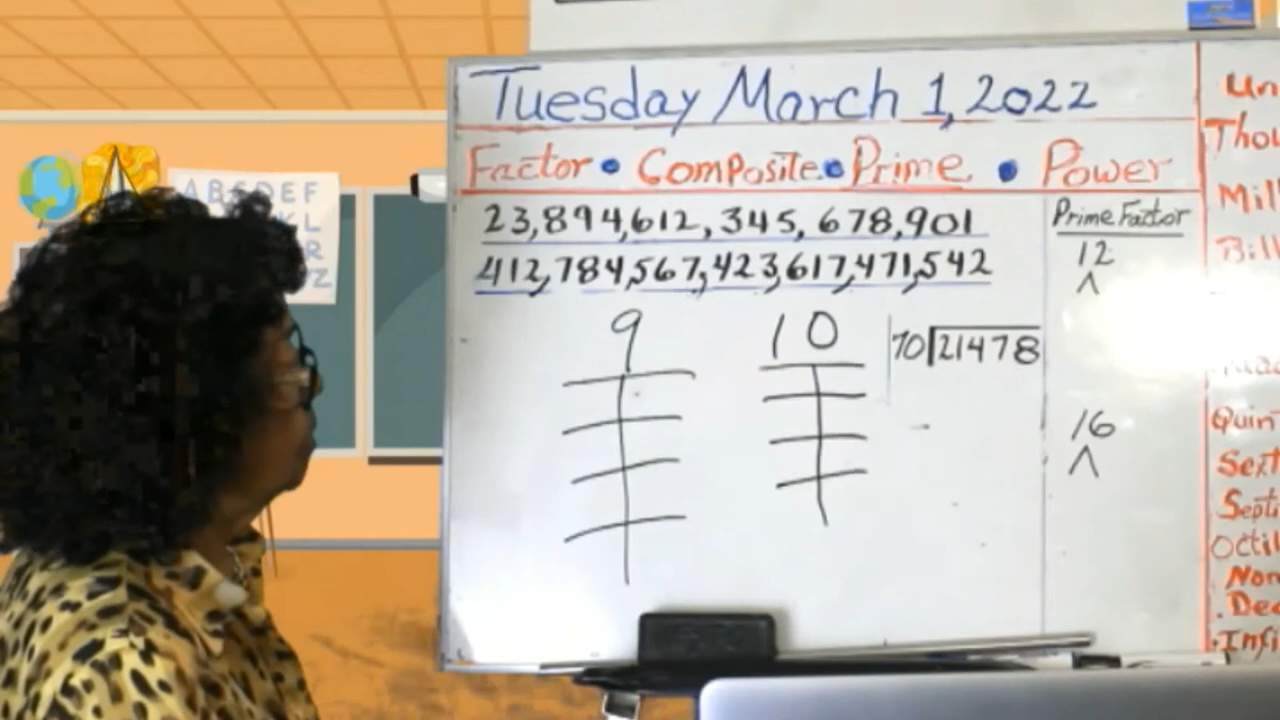 Tuesday March 1, 2022
Factor • Composite • Prime • Power
23,894,612,345,678,901
412,784,567,423,617,471,542
9
10
70 21478
Prime Factor
12
16
Un
Thou
Mill
Bill
Quin
Sext
Septi
Octil
Non
Dec
Infi
A B C D E F
K L
R
Z